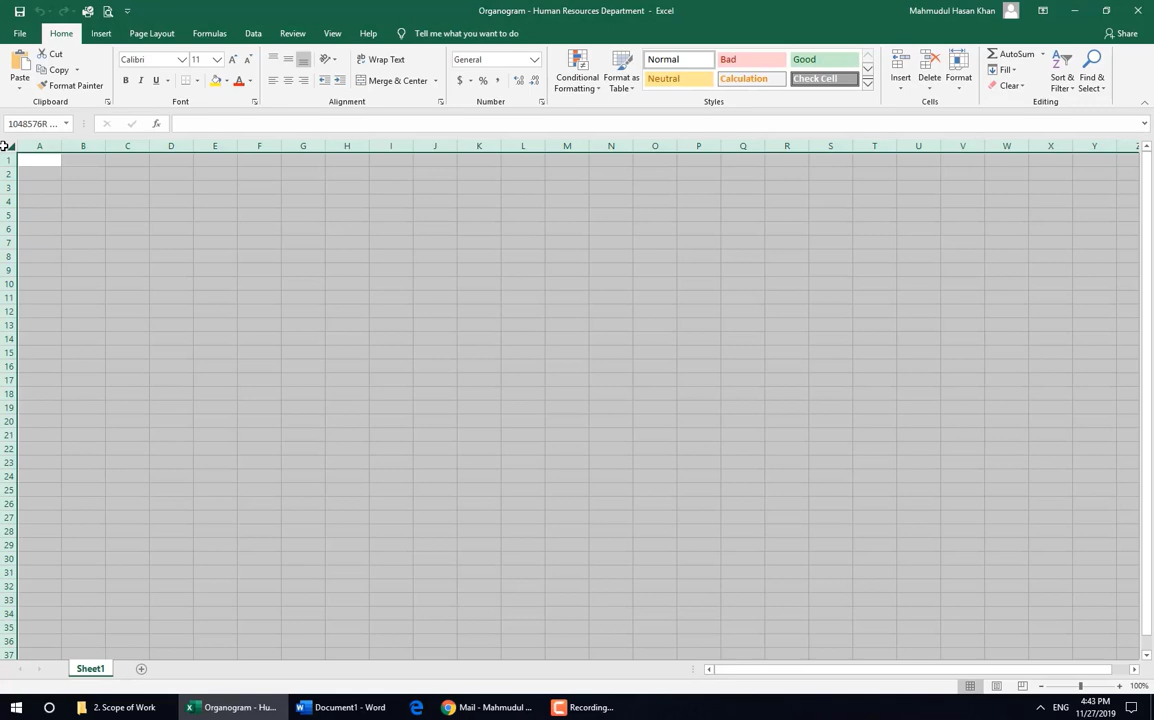 Organogram - Human Resources Department - Excel
Mahmudul Hasan Khan
File Home Insert Page Layout Formulas Data Review View Help Tell me what you want to do Share
Paste
Cut
Copy
Format Painter
Clipboard
Calibri 11
B I U
Font
Wrap Text
Merge & Center
Alignment
General
$ % ,
Number
Conditional Formatting
Format as Table
Normal Bad Good
Neutral Calculation Check Cell
Styles
Insert Delete Format
Cells
AutoSum
Fill
Clear
Sort & Filter
Find & Select
Editing
1048576R ...
fx
A B C D E F G H I J K L M N O P Q R S T U V W X Y Z
1
2
3
4
5
6
7
8
9
10
11
12
13
14
15
16
17
18
19
20
21
22
23
24
25
26
27
28
29
30
31
32
33
34
35
36
37
Sheet1
100%
2. Scope of Work
Organogram - Hu...
Document1 - Word
Mail - Mahmudul ...
Recording...
ENG
4:43 PM
11/27/2019